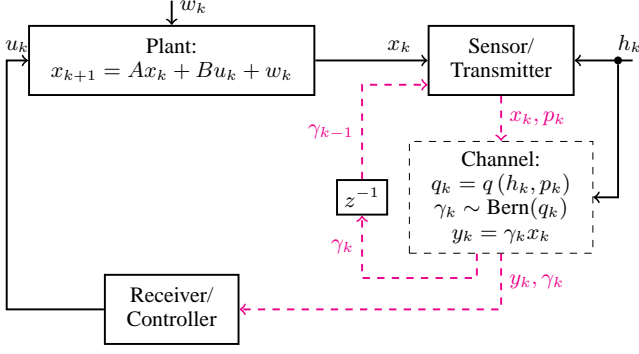 w_k
u_k
Plant:
x_{k+1} = Ax_k + Bu_k + w_k
x_k
Sensor/
Transmitter
h_k
x_k, p_k
γ_{k−1}
Channel:
q_k = q (h_k, p_k)
γ_k ∼ Bern(q_k)
y_k = γ_k x_k
z^{−1}
γ_k
y_k, γ_k
Receiver/
Controller